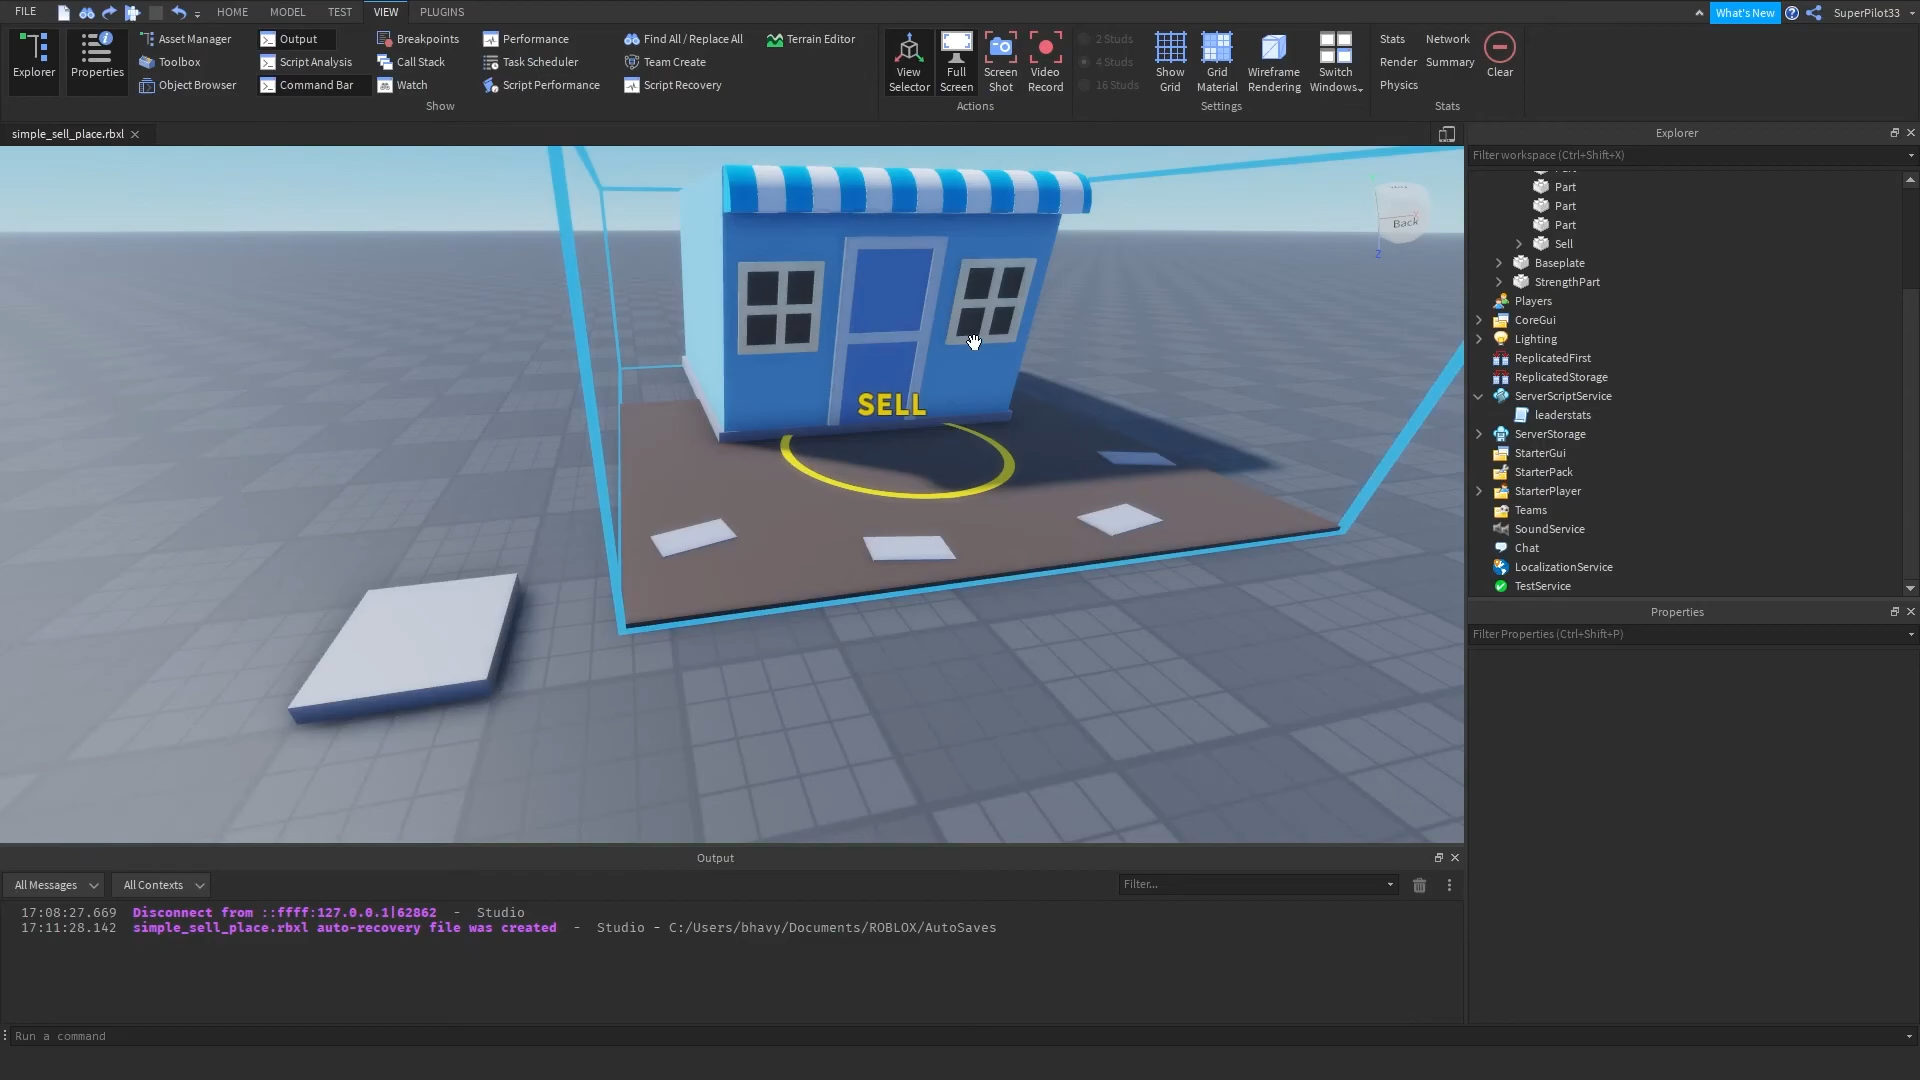 FILE HOME MODEL TEST VIEW PLUGINS What's New SuperPilot33
Explorer
Properties
Asset Manager
Toolbox
Object Browser
Output
Script Analysis
Command Bar
Breakpoints
Call Stack
Watch
Performance
Task Scheduler
Script Performance
Find All / Replace All
Team Create
Script Recovery
Terrain Editor
Show
View
Selector
Full
Screen
Screen
Shot
Video
Record
Actions
2 Studs
4 Studs
16 Studs
Show
Grid
Grid
Material
Wireframe
Rendering
Switch
Windows
Settings
Stats
Render
Physics
Network
Summary
Clear
Stats
simple_sell_place.rbxl
Back
Z
SELL
Explorer
Filter workspace (Ctrl+Shift+X)
Part
Part
Part
Sell
Baseplate
StrengthPart
Players
CoreGui
Lighting
ReplicatedFirst
ReplicatedStorage
ServerScriptService
leaderstats
ServerStorage
StarterGui
StarterPack
StarterPlayer
Teams
SoundService
Chat
LocalizationService
TestService
Properties
Filter Properties (Ctrl+Shift+P)
Output
All Messages All Contexts Filter...
17:08:27.669 Disconnect from ::ffff:127.0.0.1|62862 - Studio
17:11:28.142 simple_sell_place.rbxl auto-recovery file was created - Studio - C:/Users/bhavy/Documents/ROBLOX/AutoSaves
Run a command